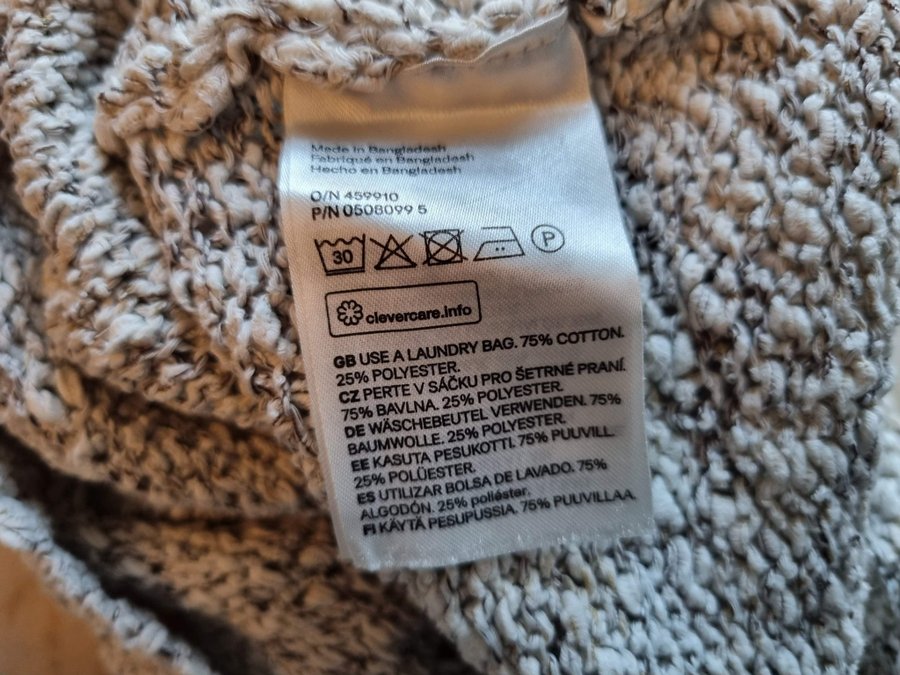 Made in Bangladesh
Fabriqué en Bangladesh
Hecho en Bangladesh
O/N 459910
P/N 0508099 5
30 P
clevercare.info
GB USE A LAUNDRY BAG. 75% COTTON.
25% POLYESTER.
CZ PERTE V SÁČKU PRO ŠETRNÉ PRANÍ.
75% BAVLNA. 25% POLYESTER.
DE WÄSCHEBEUTEL VERWENDEN. 75%
BAUMWOLLE. 25% POLYESTER.
EE KASUTA PESUKOTTI. 75% PUUVILL.
25% POLÜESTER.
ES UTILIZAR BOLSA DE LAVADO. 75%
ALGODÓN. 25% poliéster.
FI KÄYTÄ PESUPUSSIA. 75% PUUVILLAA.